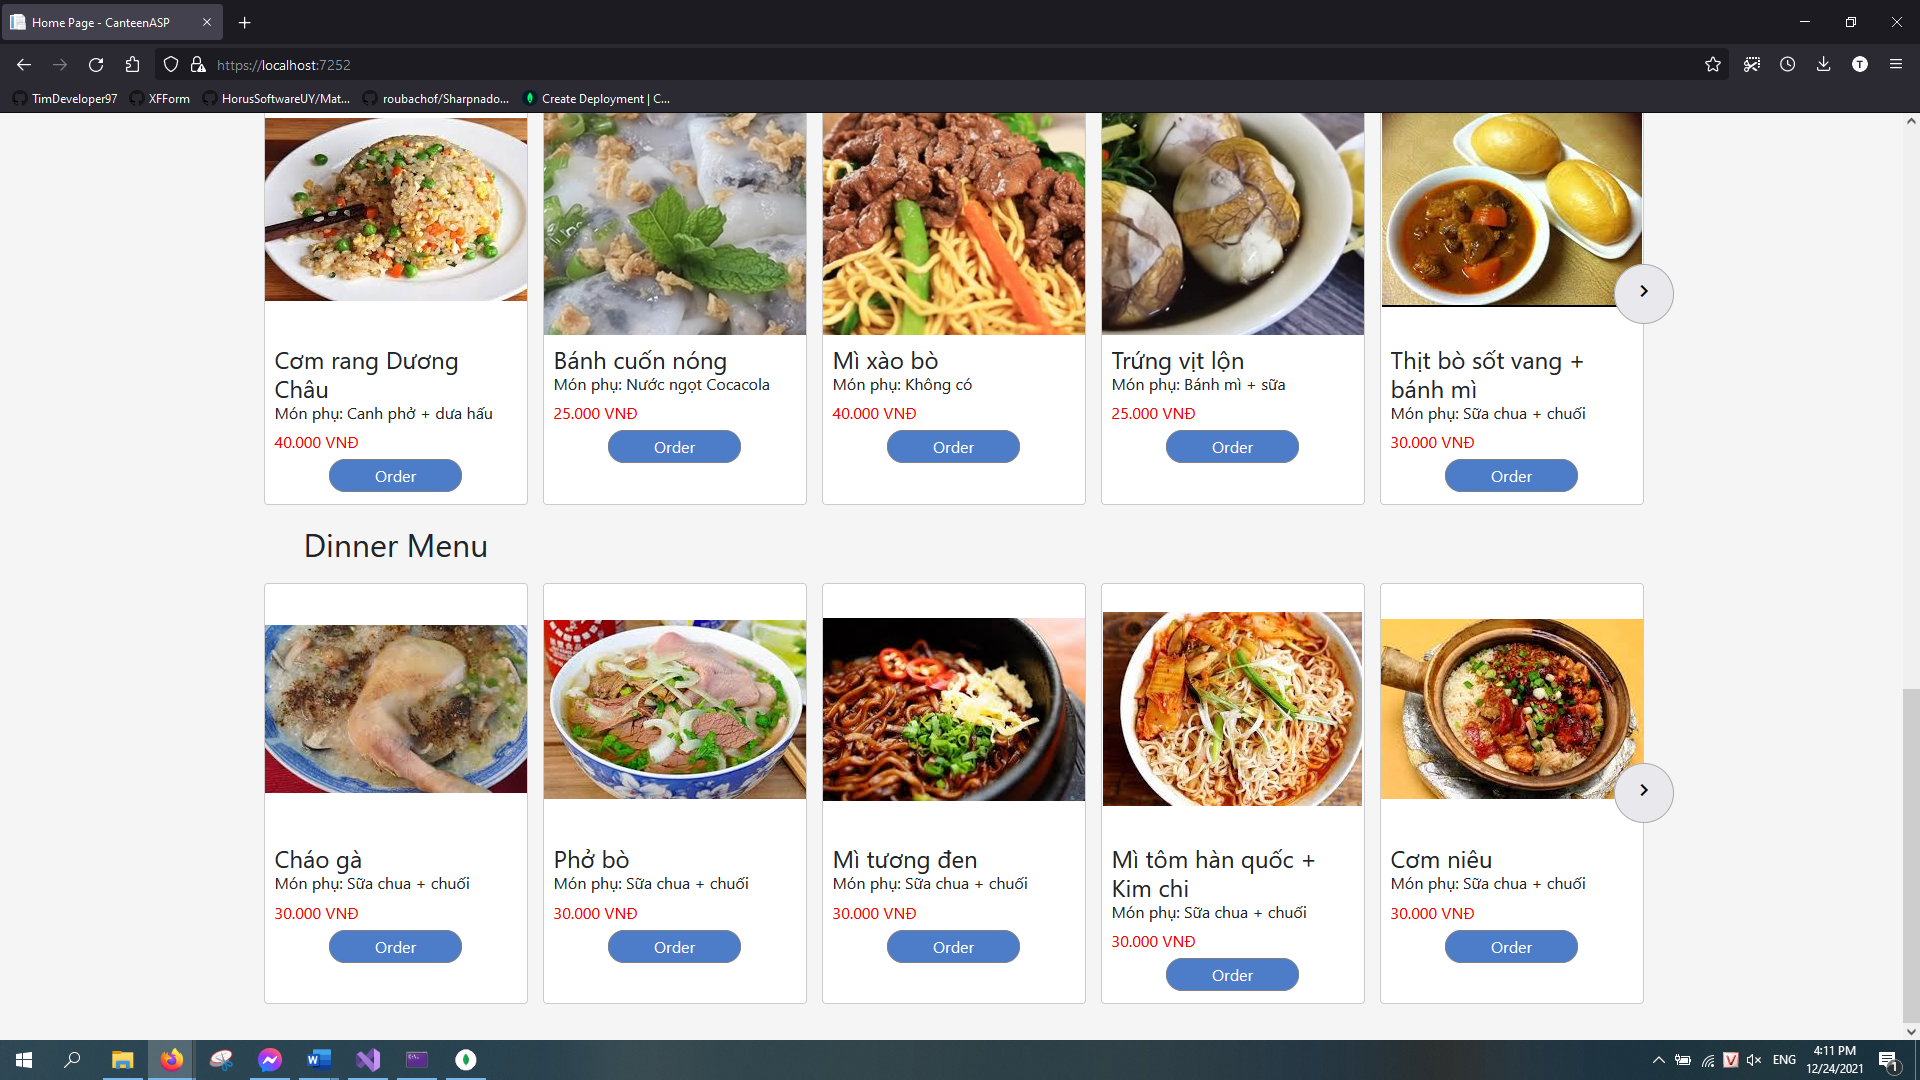 Home Page - CanteenASP
https://localhost:7252
TimDeveloper97
XFForm
HorusSoftwareUY/Mat...
roubachof/Sharpnado...
Create Deployment | C...
Cơm rang Dương
Châu
Món phụ: Canh phở + dưa hấu
40.000 VNĐ
Order
Bánh cuốn nóng
Món phụ: Nước ngọt Cocacola
25.000 VNĐ
Order
Mì xào bò
Món phụ: Không có
40.000 VNĐ
Order
Trứng vịt lộn
Món phụ: Bánh mì + sữa
25.000 VNĐ
Order
Thịt bò sốt vang +
bánh mì
Món phụ: Sữa chua + chuối
30.000 VNĐ
Order
Dinner Menu
Cháo gà
Món phụ: Sữa chua + chuối
30.000 VNĐ
Order
Phở bò
Món phụ: Sữa chua + chuối
30.000 VNĐ
Order
Mì tương đen
Món phụ: Sữa chua + chuối
30.000 VNĐ
Order
Mì tôm hàn quốc +
Kim chi
Món phụ: Sữa chua + chuối
30.000 VNĐ
Order
Cơm niêu
Món phụ: Sữa chua + chuối
30.000 VNĐ
Order
ENG
4:11 PM
12/24/2021
1